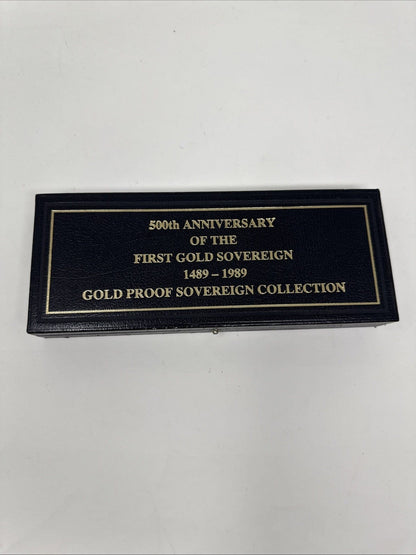 500th ANNIVERSARY
OF THE
FIRST GOLD SOVEREIGN
1489 – 1989
GOLD PROOF SOVEREIGN COLLECTION